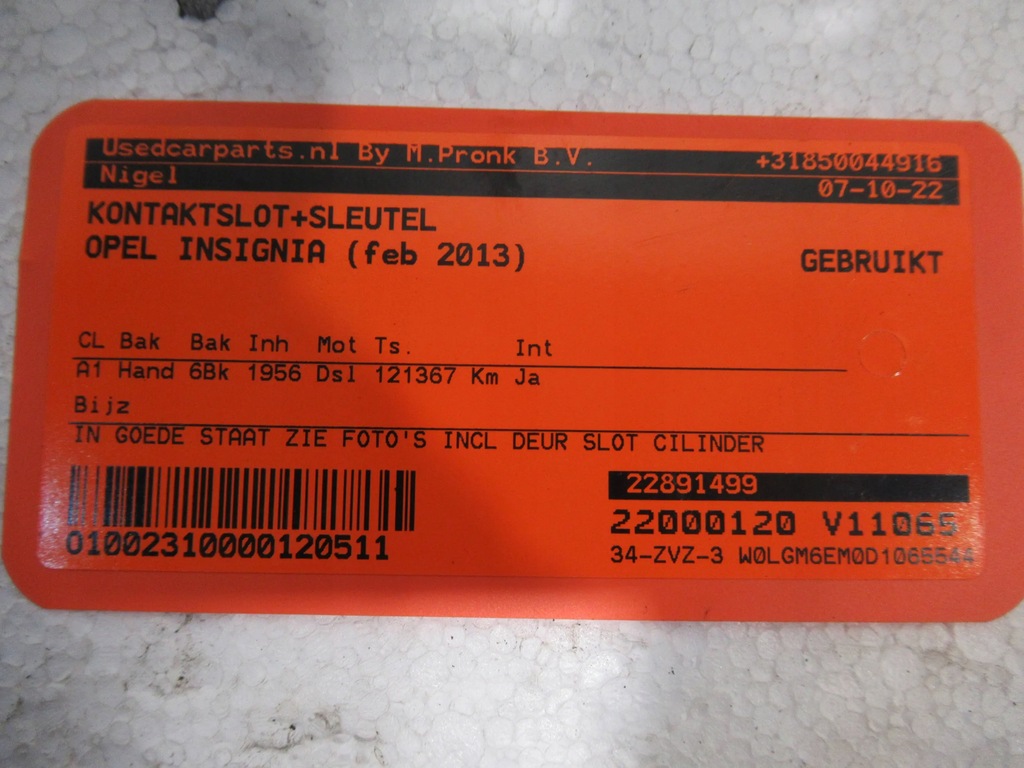 Usedcarparts.nl By M.Pronk B.V. +31850044916
Nigel 07-10-22
KONTAKTSLOT+SLEUTEL
OPEL INSIGNIA (feb 2013) GEBRUIKT
CL Bak Bak Inh Mot Ts. Int
A1 Hand 6Bk 1956 Dsl 121367 Km Ja
Bijz
IN GOEDE STAAT ZIE FOTO'S INCL DEUR SLOT CILINDER
22891499
22000120 V11065
01002310000120511
34-ZVZ-3